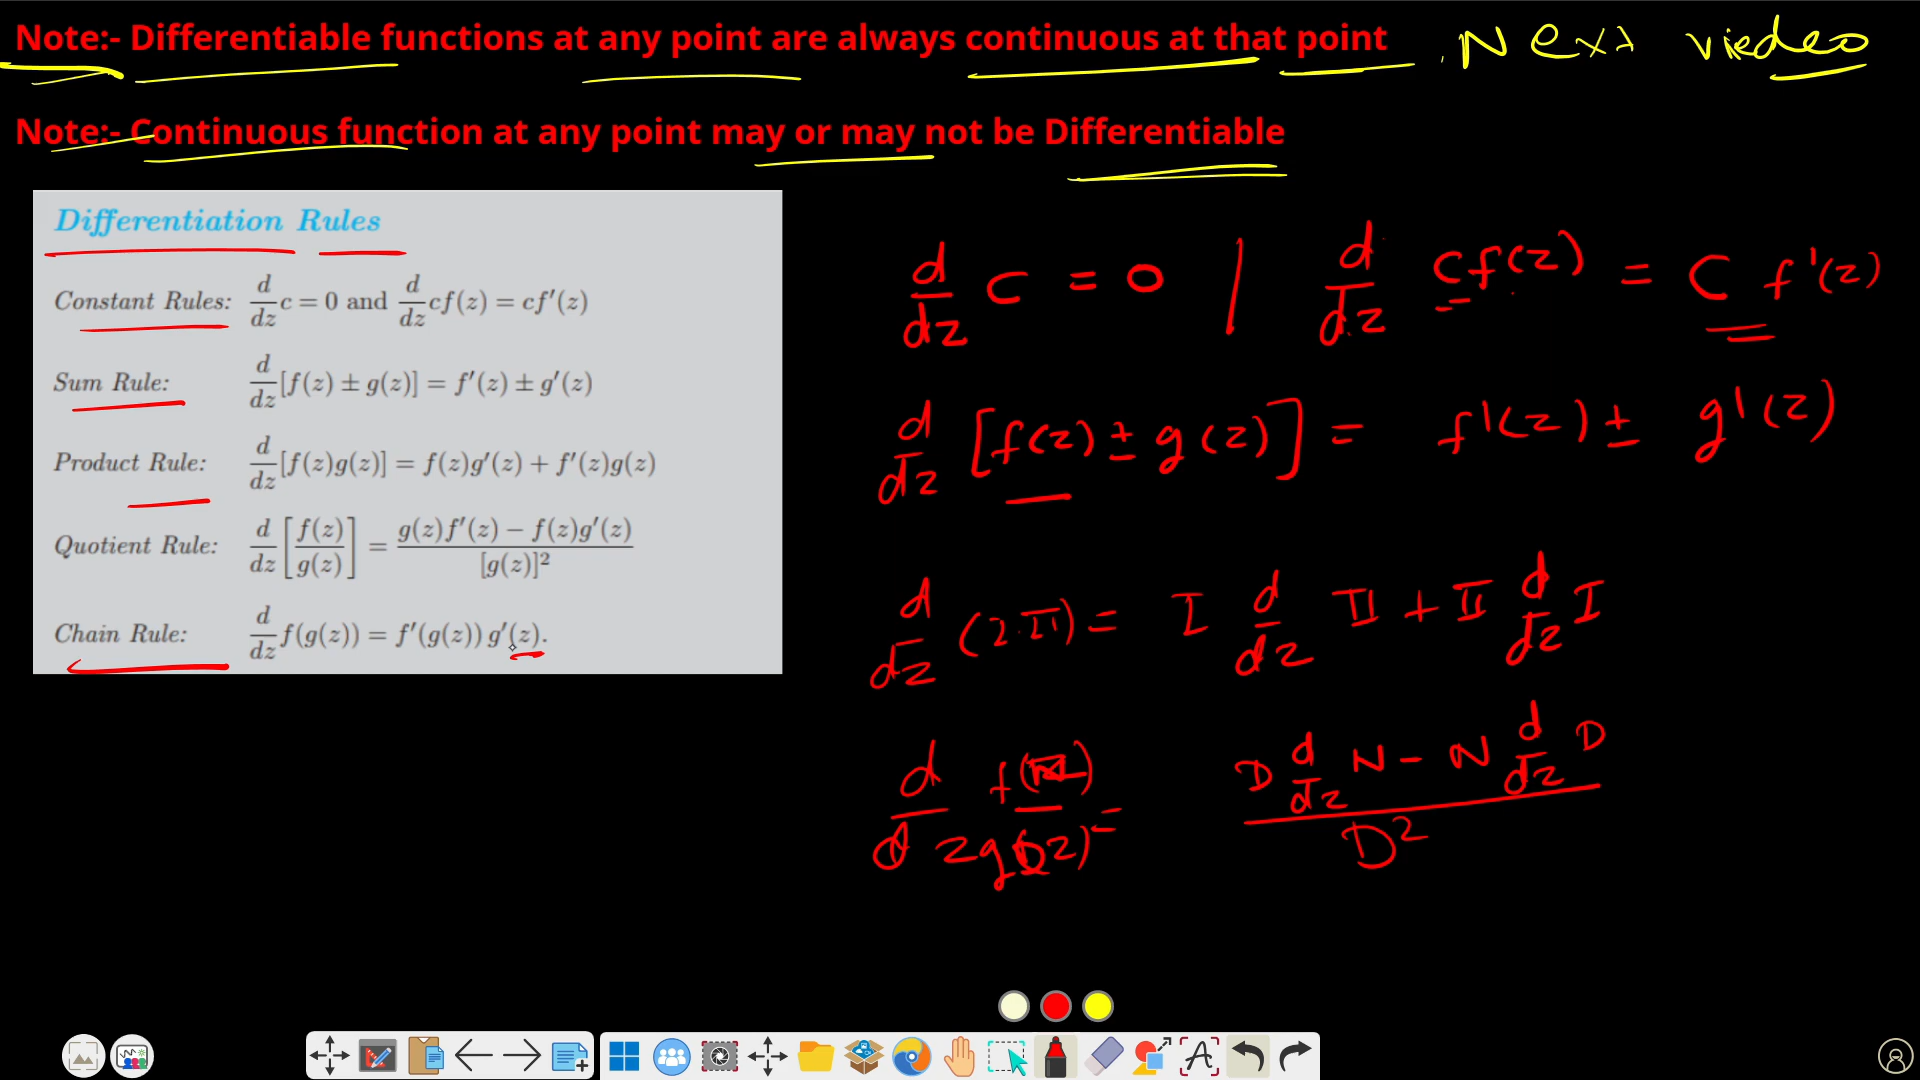 Note:- Differentiable functions at any point are always continuous at that point
Next viedeo
Note:- Continuous function at any point may or may not be Differentiable
Differentiation Rules
Constant Rules: d/dz c = 0 and d/dz cf(z) = cf′(z)
Sum Rule: d/dz [f(z) ± g(z)] = f′(z) ± g′(z)
Product Rule: d/dz [f(z)g(z)] = f(z)g′(z) + f′(z)g(z)
Quotient Rule: d/dz [f(z)/g(z)] = (g(z)f′(z) − f(z)g′(z))/[g(z)]²
Chain Rule: d/dz f(g(z)) = f′(g(z)) g′(z).
d/dz c = 0 | d/dz cf(z) = c f'(z)
d/dz [f(z) ± g(z)] = f'(z) ± g'(z)
d/dz (I.II) = I d/dz II + II d/dz I
= (D d/dz N − N d/dz D)/D²